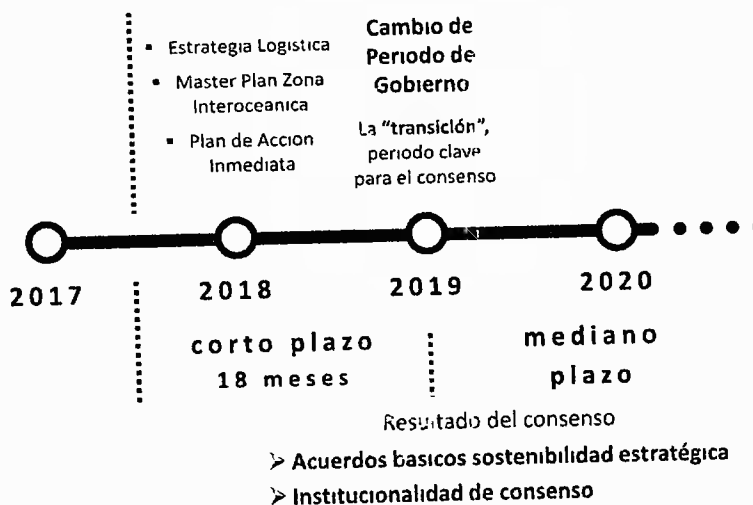 ▪ Estrategia Logistica
▪ Master Plan Zona
Interoceanica
▪ Plan de Accion
Inmediata
Cambio de
Periodo de
Gobierno
La "transición",
periodo clave
para el consenso
2017
2018
2019
2020
corto plazo
18 meses
mediano
plazo
Resultado del consenso
➢ Acuerdos basicos sostenibilidad estratégica
➢ Institucionalidad de consenso